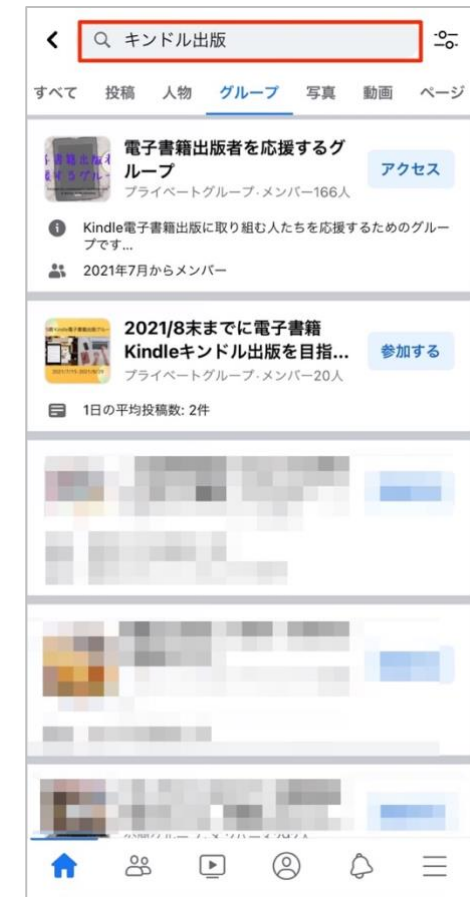 キンドル出版
すべて 投稿 人物 グループ 写真 動画 ページ
電子書籍出版者を応援するグ
ループ
アクセス
プライベートグループ·メンバー166人
Kindle電子書籍出版に取り組む人たちを応援するためのグルー
プです...
2021年7月からメンバー
2021/8末までに電子書籍
Kindleキンドル出版を目指...
参加する
プライベートグループ·メンバー20人
1日の平均投稿数: 2件